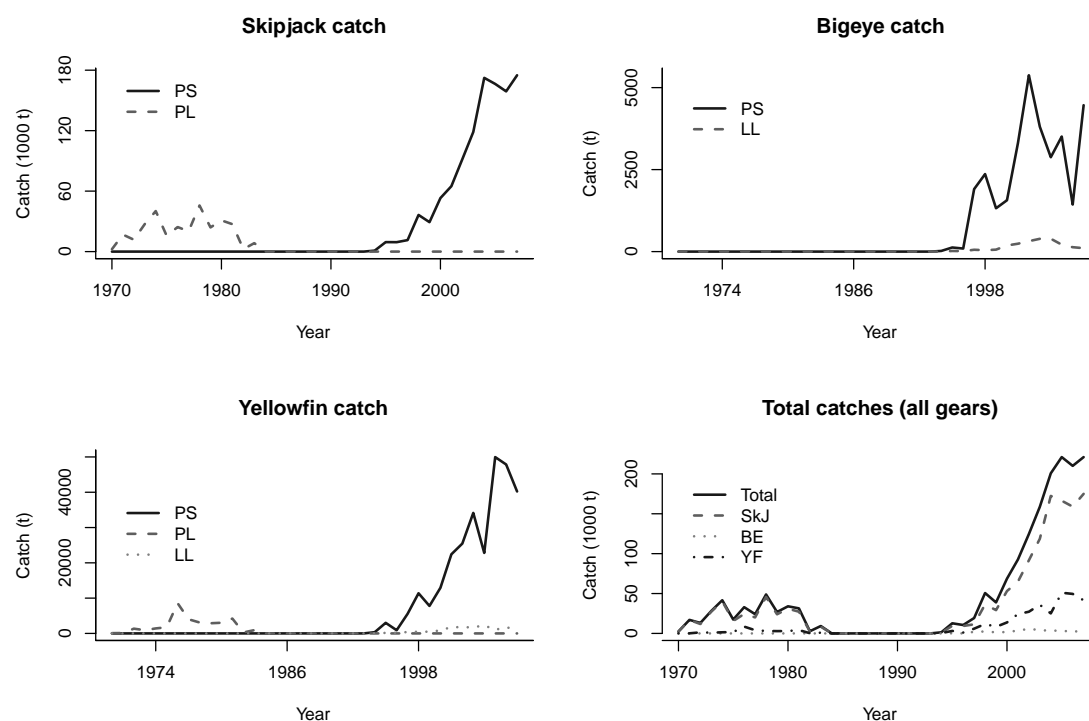 Skipjack catch
Catch (1000 t)
180
120
60
0
PS
PL
1970 1980 1990 2000
Year
Bigeye catch
Catch (t)
5000
2500
0
PS
LL
1974 1986 1998
Year
Yellowfin catch
Catch (t)
40000
20000
0
PS
PL
LL
1974 1986 1998
Year
Total catches (all gears)
Catch (1000 t)
200
100
50
0
Total
SkJ
BE
YF
1970 1980 1990 2000
Year